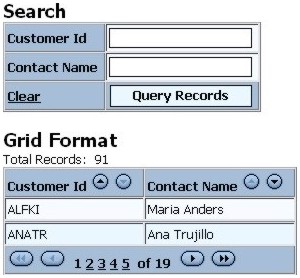 Search
Customer Id
Contact Name
Clear Query Records
Grid Format
Total Records: 91
Customer Id Contact Name
ALFKI Maria Anders
ANATR Ana Trujillo
1 2 3 4 5 of 19